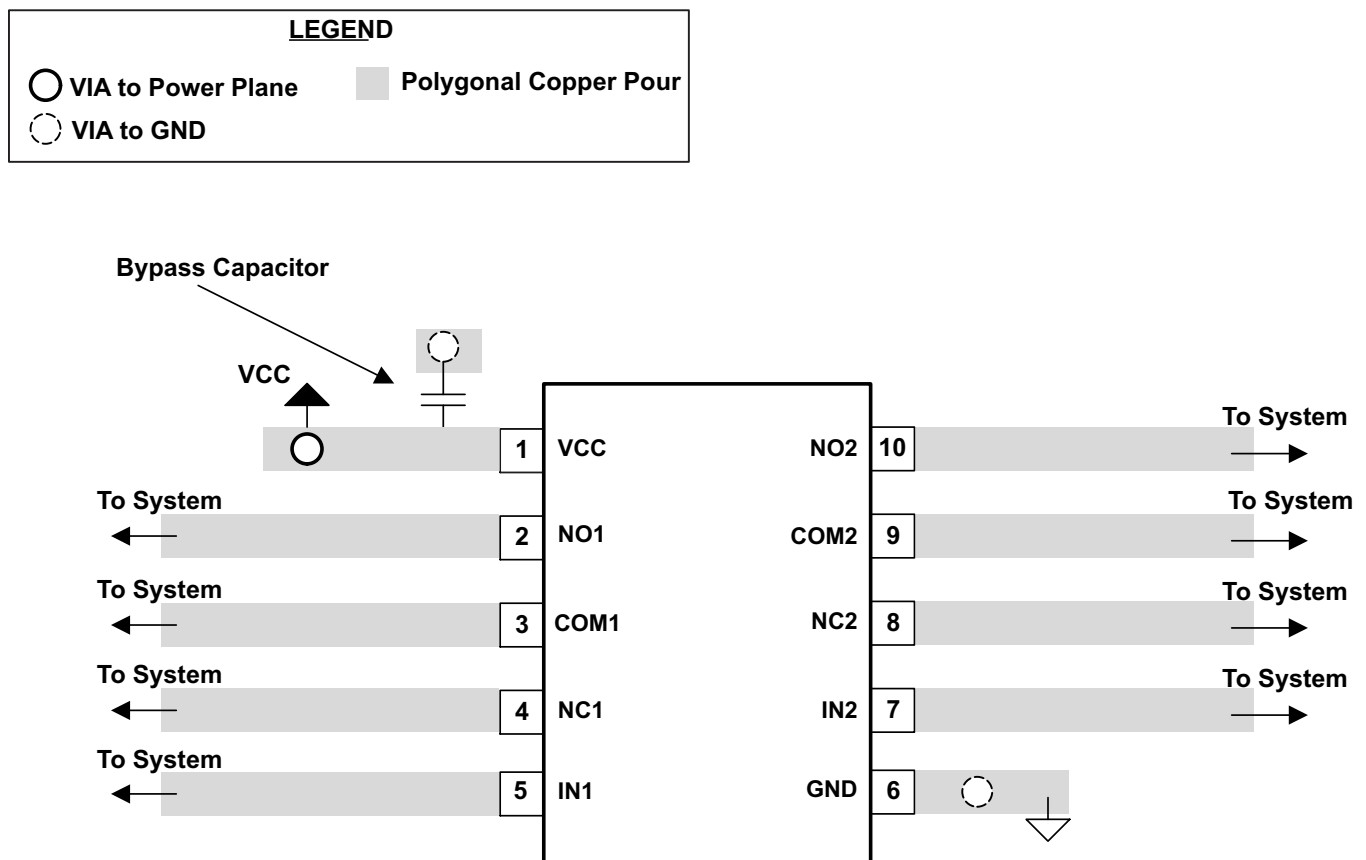 LEGEND
VIA to Power Plane
Polygonal Copper Pour
VIA to GND
Bypass Capacitor
VCC
1 VCC
NO2 10
To System
To System
2 NO1
COM2 9
To System
To System
3 COM1
NC2 8
To System
To System
4 NC1
IN2 7
To System
To System
5 IN1
GND 6